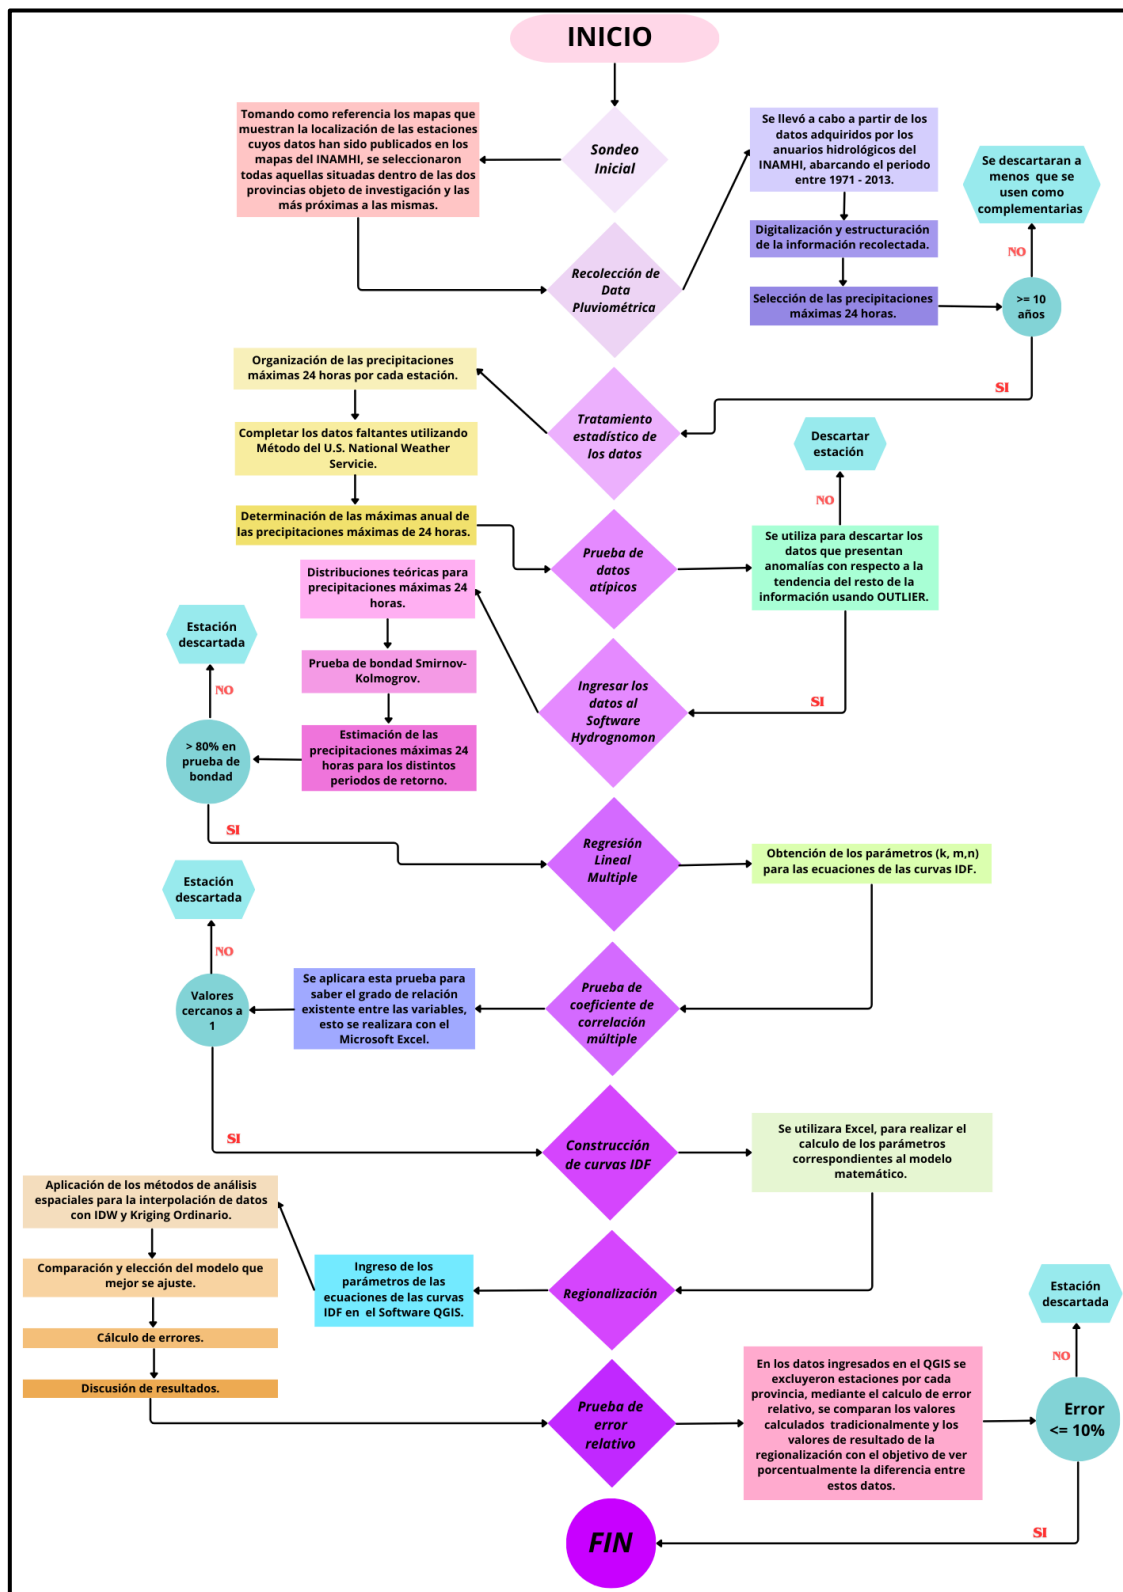 INICIO
Sondeo
Inicial
Tomando como referencia los mapas que
muestran la localización de las estaciones
cuyos datos han sido publicados en los
mapas del INAMHI, se seleccionaron
todas aquellas situadas dentro de las dos
provincias objeto de investigación y las
más próximas a las mismas.
Recolección de
Data
Pluviométrica
Se llevó a cabo a partir de los
datos adquiridos por los
anuarios hidrológicos del
INAMHI, abarcando el periodo
entre 1971 - 2013.
Digitalización y estructuración
de la información recolectada.
Selección de las precipitaciones
máximas 24 horas.
>= 10
años
NO
Se descartaran a
menos que se
usen como
complementarias
SI
Tratamiento
estadístico de
los datos
Organización de las precipitaciones
máximas 24 horas por cada estación.
Completar los datos faltantes utilizando
Método del U.S. National Weather
Servicie.
Determinación de las máximas anual de
las precipitaciones máximas de 24 horas.
Prueba de
datos
atípicos
Se utiliza para descartar los
datos que presentan
anomalías con respecto a la
tendencia del resto de la
información usando OUTLIER.
NO
Descartar
estación
SI
Ingresar los
datos al
Software
Hydrognomon
Distribuciones teóricas para
precipitaciones máximas 24
horas.
Prueba de bondad Smirnov-
Kolmogrov.
Estimación de las
precipitaciones máximas 24
horas para los distintos
periodos de retorno.
> 80% en
prueba de
bondad
NO
Estación
descartada
SI
Regresión
Lineal
Multiple
Obtención de los parámetros (k, m,n)
para las ecuaciones de las curvas IDF.
Prueba de
coeficiente de
correlación
múltiple
Se aplicara esta prueba para
saber el grado de relación
existente entre las variables,
esto se realizara con el
Microsoft Excel.
Valores
cercanos a
1
NO
Estación
descartada
SI
Construcción
de curvas IDF
Se utilizara Excel, para realizar el
calculo de los parámetros
correspondientes al modelo
matemático.
Regionalización
Ingreso de los
parámetros de las
ecuaciones de las curvas
IDF en el Software QGIS.
Aplicación de los métodos de análisis
espaciales para la interpolación de datos
con IDW y Kriging Ordinario.
Comparación y elección del modelo que
mejor se ajuste.
Cálculo de errores.
Discusión de resultados.
Prueba de
error
relativo
En los datos ingresados en el QGIS se
excluyeron estaciones por cada
provincia, mediante el calculo de error
relativo, se comparan los valores
calculados tradicionalmente y los
valores de resultado de la
regionalización con el objetivo de ver
porcentualmente la diferencia entre
estos datos.
Error
<= 10%
NO
Estación
descartada
SI
FIN